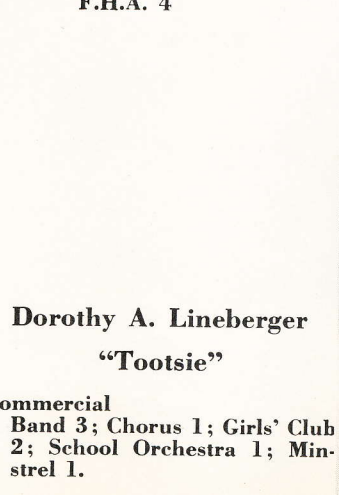 F.H.A. 4
Dorothy A. Lineberger
“Tootsie”
ommercial
Band 3; Chorus 1; Girls’ Club
2; School Orchestra 1; Min-
strel 1.